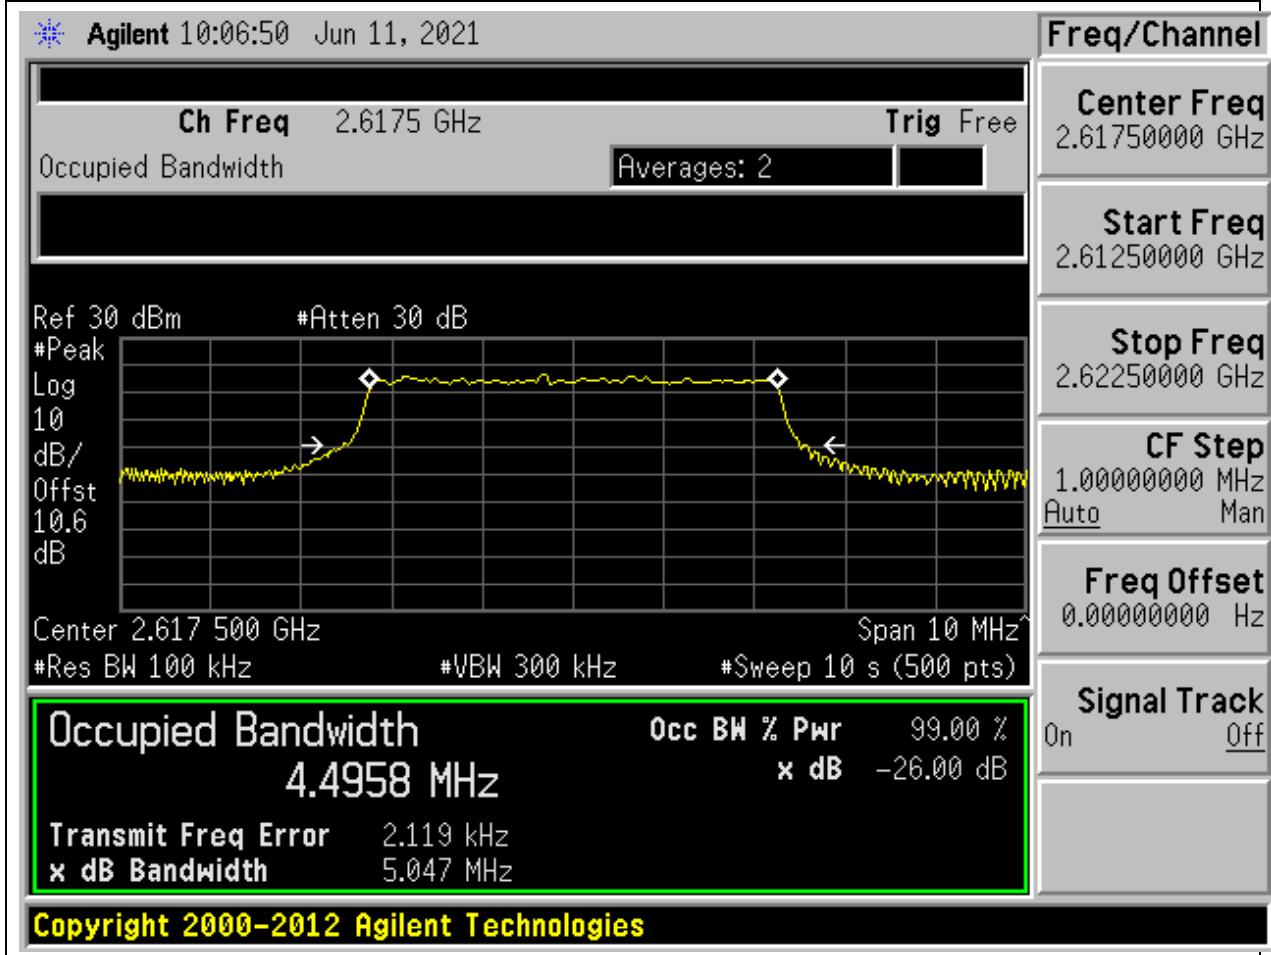 Agilent 10:06:50 Jun 11, 2021
Freq/Channel
Ch Freq 2.6175 GHz Trig Free
Occupied Bandwidth Averages: 2
Center Freq
2.61750000 GHz
Start Freq
2.61250000 GHz
Stop Freq
2.62250000 GHz
CF Step
1.00000000 MHz
Auto Man
Freq Offset
0.00000000 Hz
Signal Track
On Off
Ref 30 dBm #Atten 30 dB
#Peak
Log
10
dB/
Offst
10.6
dB
Center 2.617 500 GHz Span 10 MHz^
#Res BW 100 kHz #VBW 300 kHz #Sweep 10 s (500 pts)
Occupied Bandwidth Occ BW % Pwr 99.00 %
4.4958 MHz x dB -26.00 dB
Transmit Freq Error 2.119 kHz
x dB Bandwidth 5.047 MHz
Copyright 2000-2012 Agilent Technologies